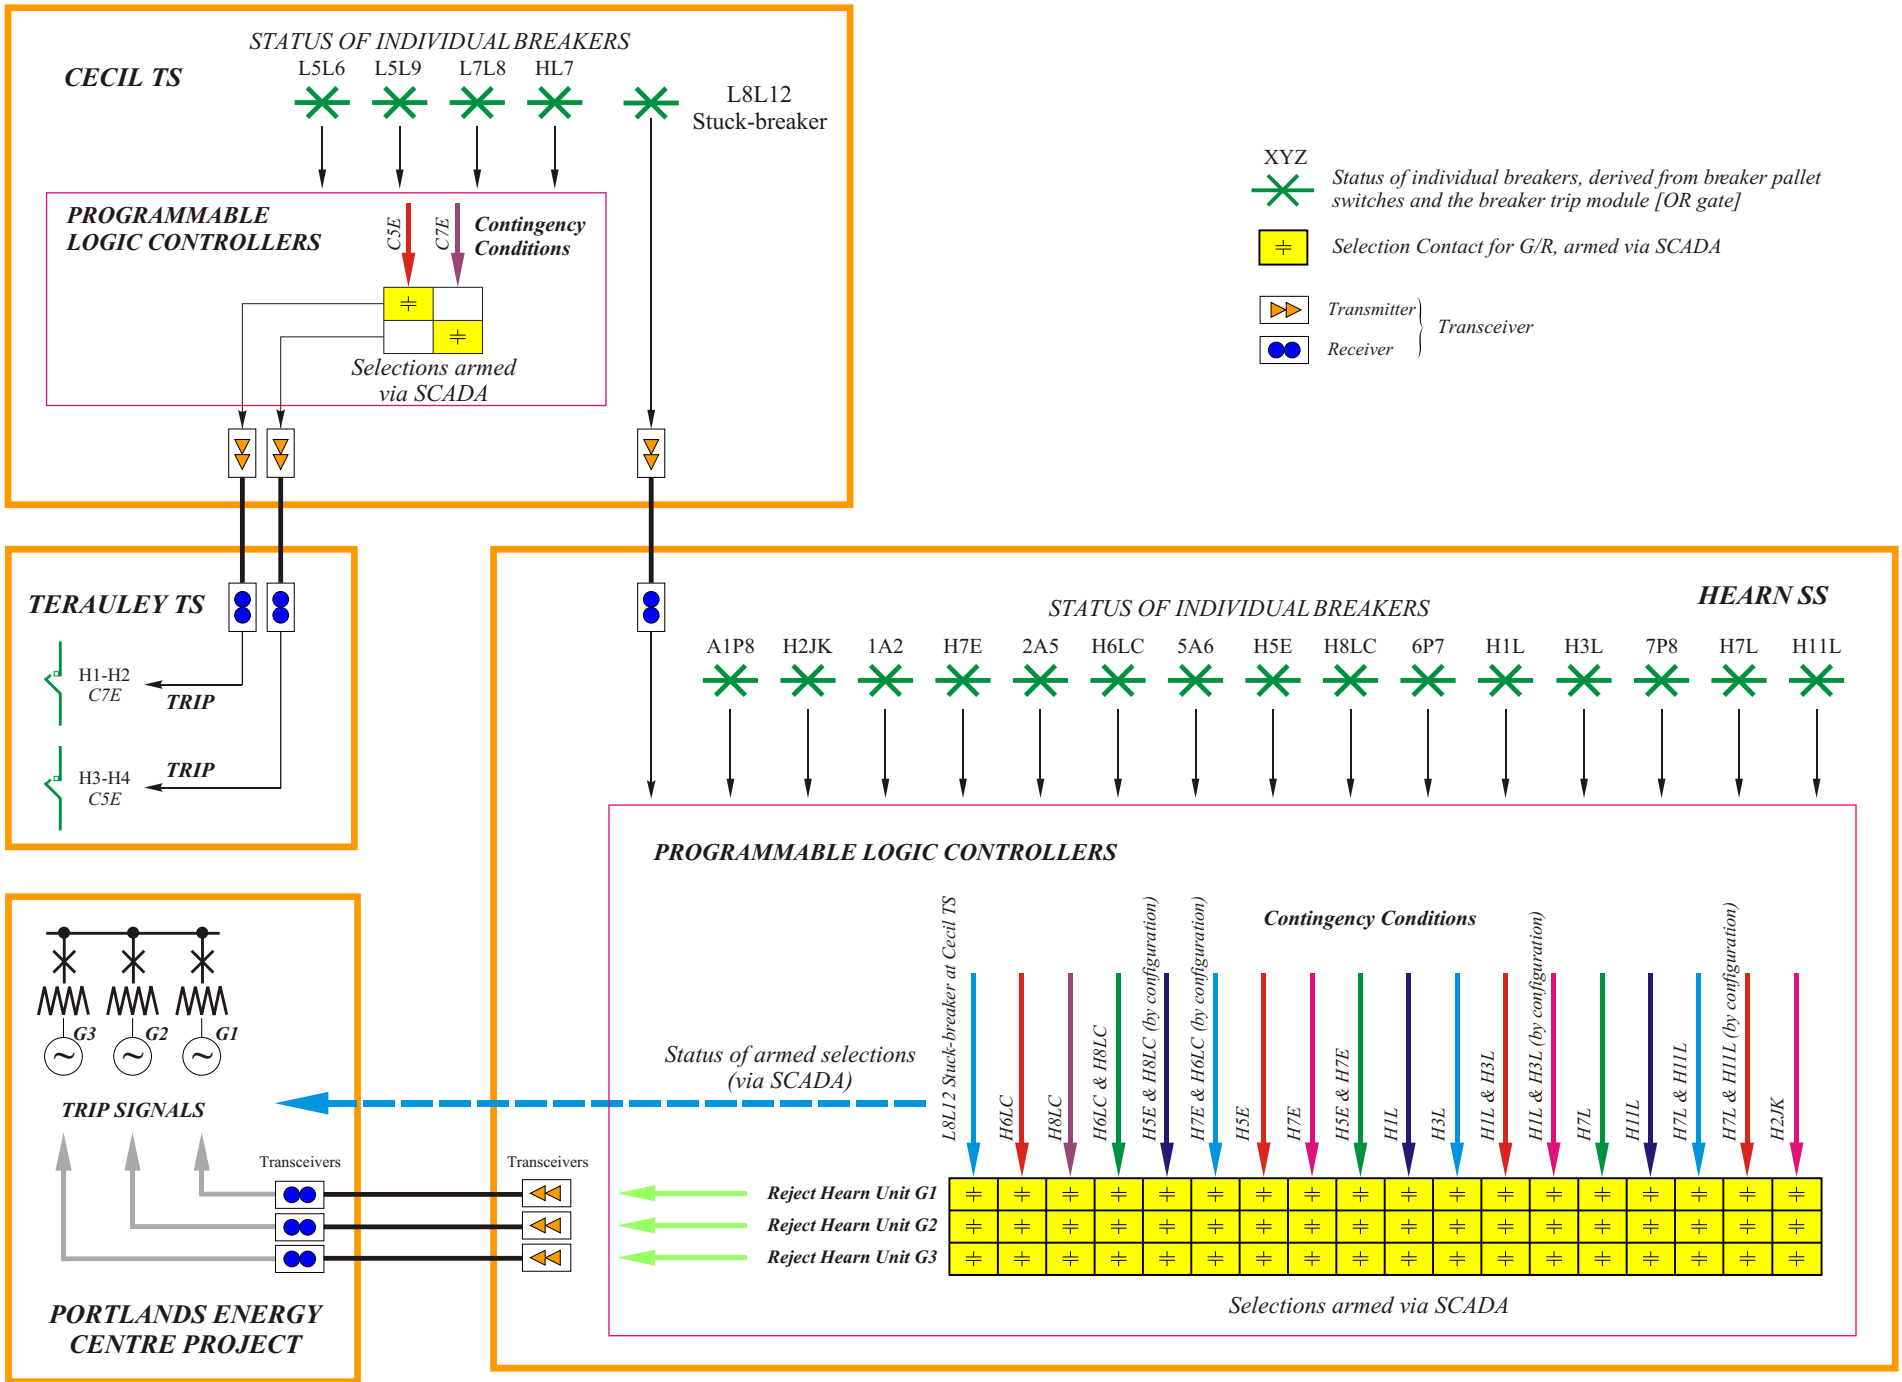 STATUS OF INDIVIDUAL BREAKERS
CECIL TS
L5L6
L5L9
L7L8
HL7
L8L12
Stuck-breaker
PROGRAMMABLE
LOGIC CONTROLLERS
C5E
C7E
Contingency
Conditions
Selections armed
via SCADA
XYZ
Status of individual breakers, derived from breaker pallet
switches and the breaker trip module [OR gate]
Selection Contact for G/R, armed via SCADA
Transmitter
Receiver
Transceiver
TERAULEY TS
H1-H2
C7E
TRIP
H3-H4
C5E
TRIP
HEARN SS
STATUS OF INDIVIDUAL BREAKERS
A1P8
H2JK
1A2
H7E
2A5
H6LC
5A6
H5E
H8LC
6P7
H1L
H3L
7P8
H7L
H11L
PROGRAMMABLE LOGIC CONTROLLERS
Contingency Conditions
L8L12 Stuck-breaker at Cecil TS
H6LC
H8LC
H6LC & H8LC
H5E & H8LC (by configuration)
H7E & H6LC (by configuration)
H5E
H7E
H5E & H7E
H1L
H3L
H1L & H3L
H1L & H3L (by configuration)
H7L
H11L
H7L & H11L
H7L & H11L (by configuration)
H2JK
Status of armed selections
(via SCADA)
Reject Hearn Unit G1
Reject Hearn Unit G2
Reject Hearn Unit G3
Selections armed via SCADA
G3
G2
G1
TRIP SIGNALS
Transceivers
Transceivers
PORTLANDS ENERGY
CENTRE PROJECT